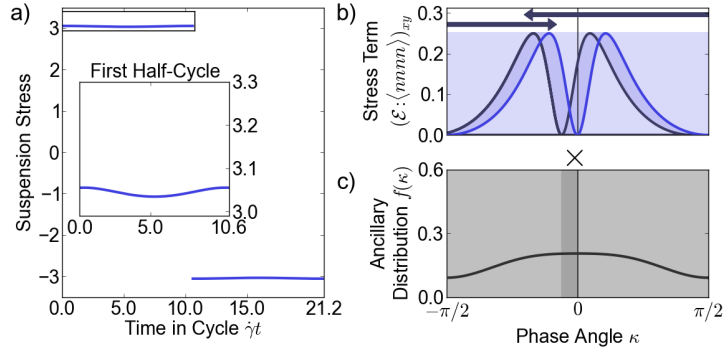 a)
Suspension Stress
3
2
1
0
−1
−2
−3
First Half-Cycle
3.3
3.2
3.1
3.0
0.0
5.0
10.6
0.0
5.0
10.0
15.0
21.2
Time in Cycle γ̇t
b)
Stress Term
(ℰ:⟨nnnn⟩)xy
0.3
0.2
0.1
0.0
×
c)
Ancillary
Distribution f(κ)
0.6
0.3
0.0
−π/2
0
π/2
Phase Angle κ